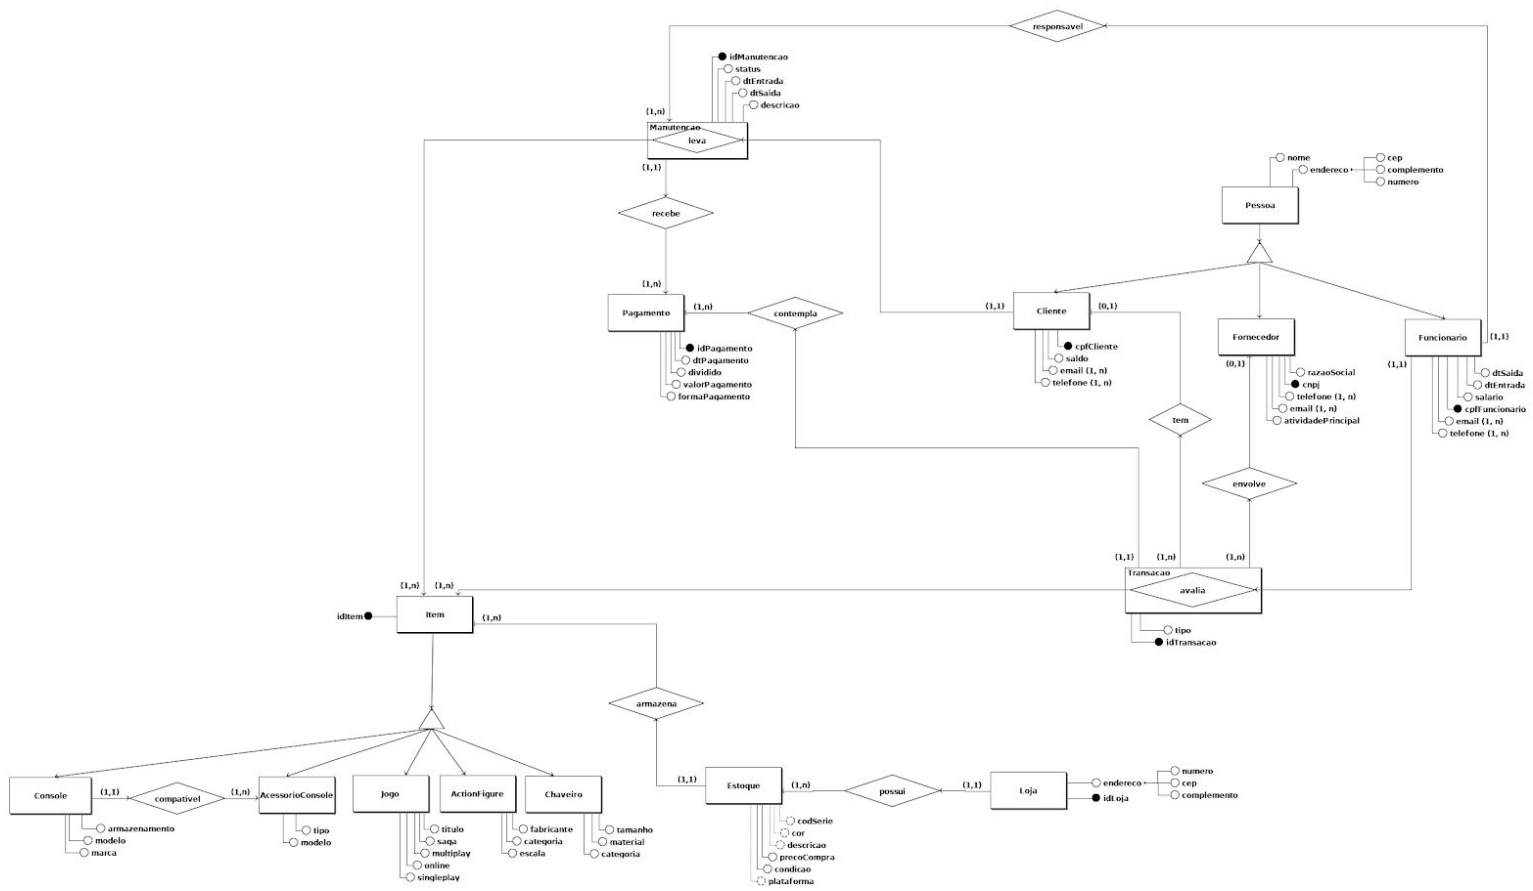 responsavel
idManutencao
status
dtEntrada
dtSaida
descricao
(1,n)
Manutencao
leva
(1,1)
nome
endereco
cep
complemento
numero
Pessoa
recebe
(1,n)
Pagamento
(1,n)
contempla
idPagamento
dtPagamento
dividido
valorPagamento
formaPagamento
(1,1)
Cliente
(0,1)
cpfCliente
saldo
email (1, n)
telefone (1, n)
Fornecedor
(0,1)
razaoSocial
cnpj
telefone (1, n)
email (1, n)
atividadePrincipal
Funcionario
(1,1)
(1,1)
dtSaida
dtEntrada
salario
cpfFuncionario
email (1, n)
telefone (1, n)
tem
envolve
(1,1)
(1,n)
(1,n)
Transacao
avalia
tipo
idTransacao
(1,n)
(1,n)
idItem
Item
(1,n)
armazena
Console
(1,1)
compativel
(1,n)
AcessorioConsole
Jogo
ActionFigure
Chaveiro
armazenamento
modelo
marca
tipo
modelo
titulo
saga
multiplay
online
singleplay
fabricante
categoria
escala
tamanho
material
categoria
(1,1)
Estoque
(1,n)
possui
(1,1)
Loja
endereco
idLoja
numero
cep
complemento
codSerie
cor
descricao
precoCompra
condicao
plataforma